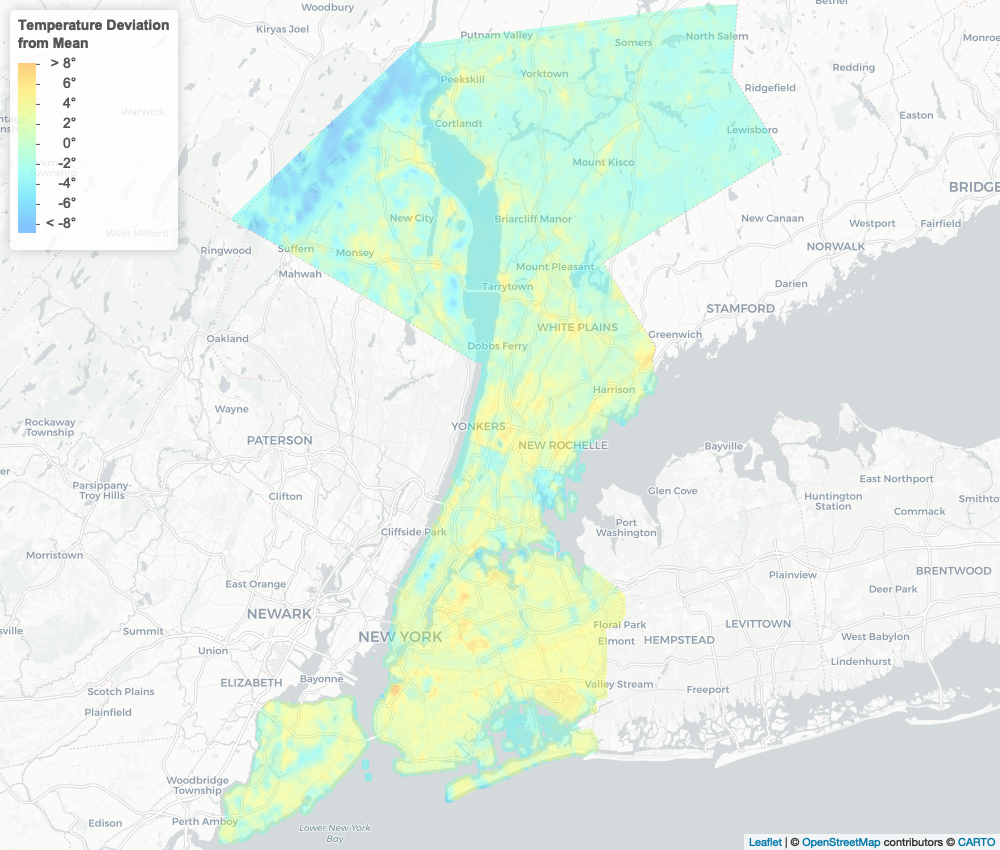 Woodbury
Bethel
Kiryas Joel
Temperature Deviation
from Mean
> 8°
6°
4°
2°
0°
-2°
-4°
-6°
< -8°
Warwick
West Milford
Putnam Valley
Somers
North Salem
Monroe
Redding
Peekskill
Yorktown
Ridgefield
Easton
Cortlandt
Lewisboro
Mount Kisco
BRIDGE
New City
Briarcliff Manor
New Canaan
Westport
Fairfield
Ringwood
Suffern
Monsey
NORWALK
Mahwah
Mount Pleasant
Tarrytown
Darien
STAMFORD
WHITE PLAINS
Greenwich
Oakland
Dobbs Ferry
Harrison
Wayne
Rockaway
Township
PATERSON
YONKERS
NEW ROCHELLE
Bayville
Parsippany-
Troy Hills
Clifton
Glen Cove
East Northport
Huntington
Station
Smithto
Commack
Cliffside Park
Port
Washington
Morristown
East Orange
Plainview
BRENTWOOD
Deer Park
NEWARK
sville
Summit
NEW YORK
Floral Park
Elmont
HEMPSTEAD
LEVITTOWN
West Babylon
Union
Lindenhurst
ELIZABETH
Bayonne
Valley Stream
Freeport
Scotch Plains
Plainfield
Woodbridge
Township
Edison
Perth Amboy
Lower New York
Bay
Leaflet | © OpenStreetMap contributors © CARTO